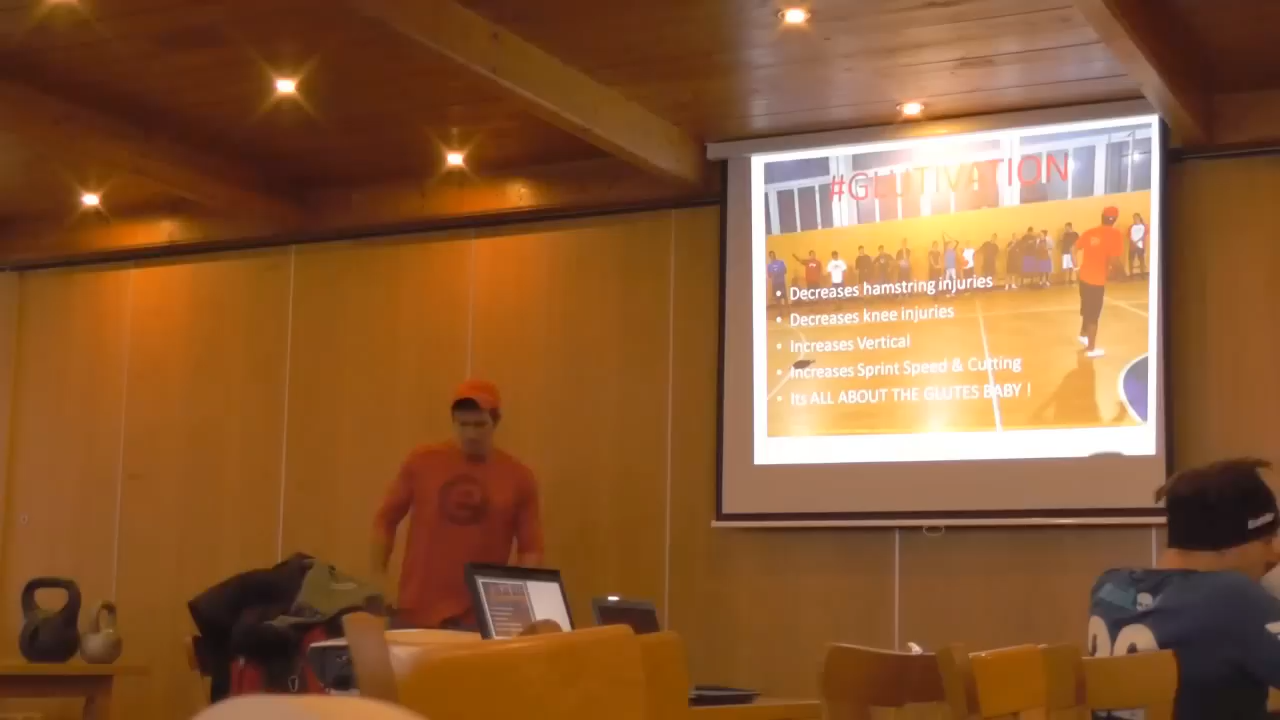 #GLUTIVATION
• Decreases hamstring injuries
• Decreases knee injuries
• Increases Vertical
• Increases Sprint Speed & Cutting
• Its ALL ABOUT THE GLUTES BABY !